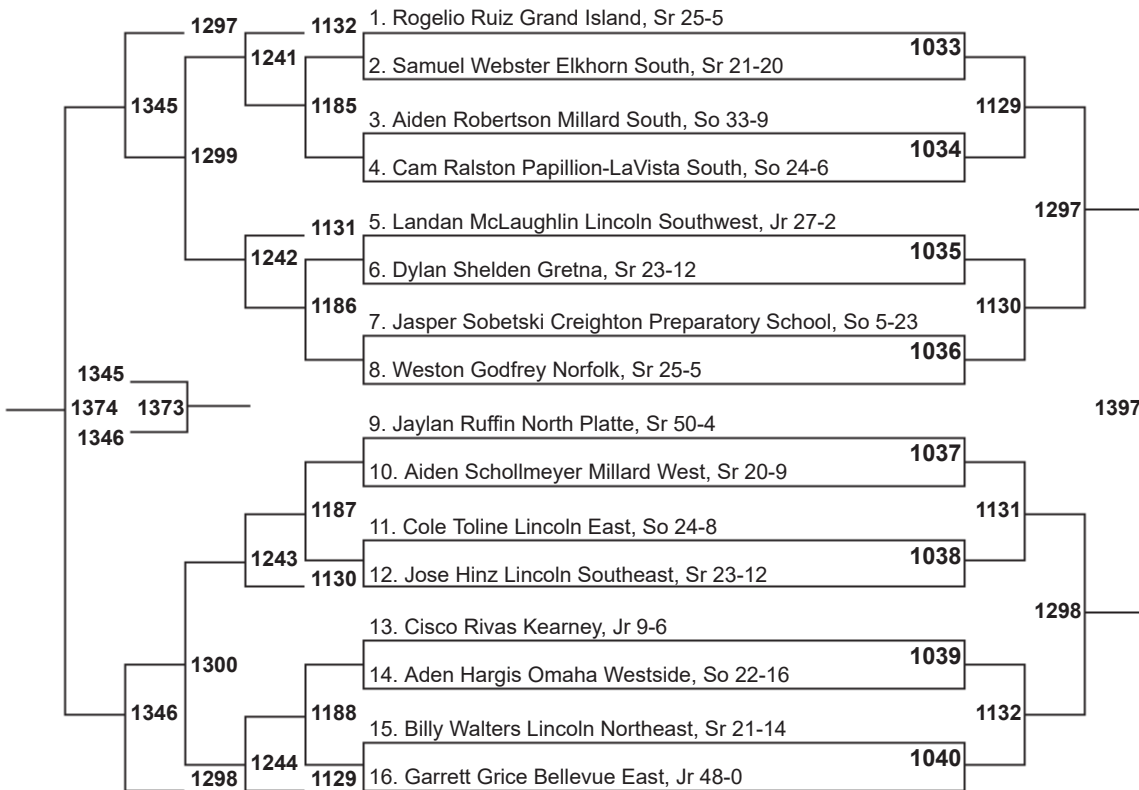 1297
1132
1. Rogelio Ruiz Grand Island, Sr 25-5
1033
1241
2. Samuel Webster Elkhorn South, Sr 21-20
1345
1185
3. Aiden Robertson Millard South, So 33-9
1129
1299
4. Cam Ralston Papillion-LaVista South, So 24-6
1034
1297
1131
5. Landan McLaughlin Lincoln Southwest, Jr 27-2
1035
1242
6. Dylan Shelden Gretna, Sr 23-12
1186
7. Jasper Sobetski Creighton Preparatory School, So 5-23
1130
1036
8. Weston Godfrey Norfolk, Sr 25-5
1345
1374
1373
1346
1397
9. Jaylan Ruffin North Platte, Sr 50-4
1037
10. Aiden Schollmeyer Millard West, Sr 20-9
1187
1131
11. Cole Toline Lincoln East, So 24-8
1243
1038
1130
12. Jose Hinz Lincoln Southeast, Sr 23-12
1298
13. Cisco Rivas Kearney, Jr 9-6
1300
1039
14. Aden Hargis Omaha Westside, So 22-16
1346
1188
1132
15. Billy Walters Lincoln Northeast, Sr 21-14
1244
1040
1298
1129
16. Garrett Grice Bellevue East, Jr 48-0